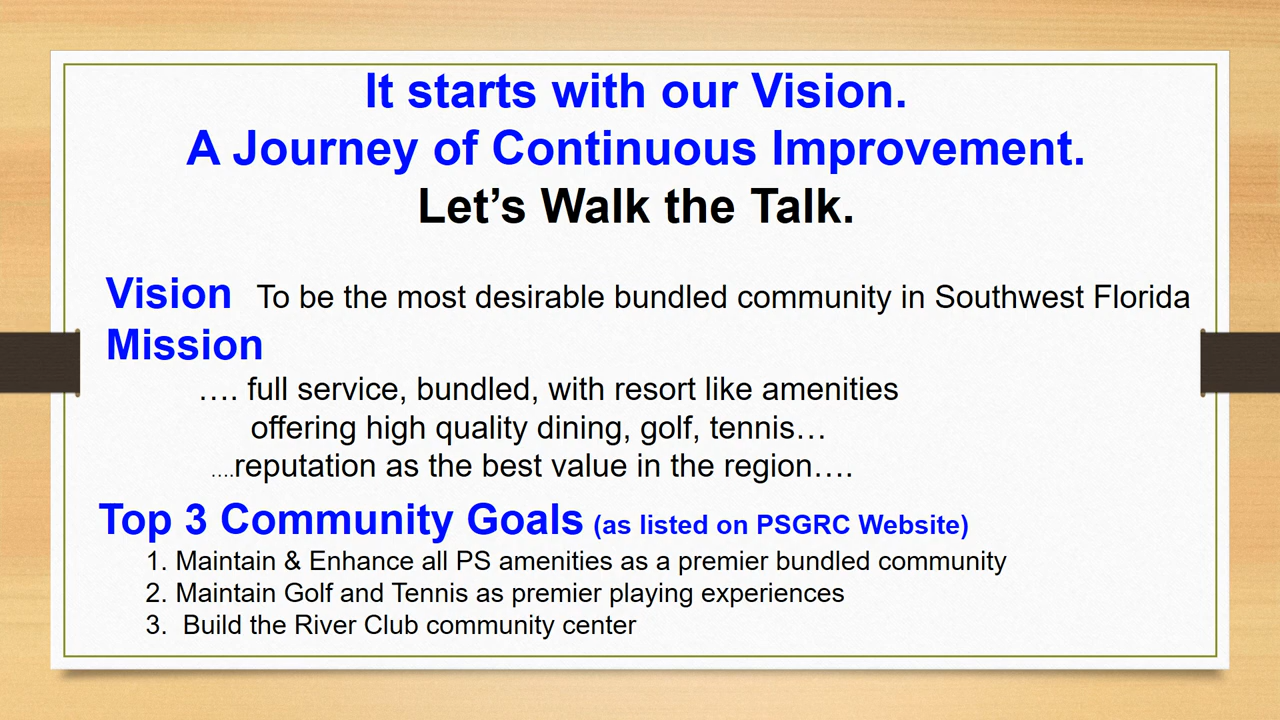 It starts with our Vision.
A Journey of Continuous Improvement.
Let’s Walk the Talk.
Vision To be the most desirable bundled community in Southwest Florida
Mission
…. full service, bundled, with resort like amenities
offering high quality dining, golf, tennis…
….reputation as the best value in the region….
Top 3 Community Goals (as listed on PSGRC Website)
1. Maintain & Enhance all PS amenities as a premier bundled community
2. Maintain Golf and Tennis as premier playing experiences
3. Build the River Club community center